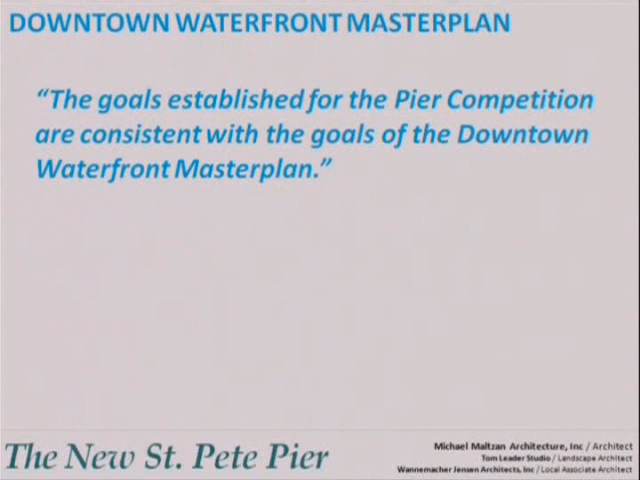 DOWNTOWN WATERFRONT MASTERPLAN
“The goals established for the Pier Competition
are consistent with the goals of the Downtown
Waterfront Masterplan.”
The New St. Pete Pier
Michael Maltzan Architecture, Inc / Architect
Tom Leader Studio / Landscape Architect
Wannemacher Jensen Architects, Inc / Local Associate Architect